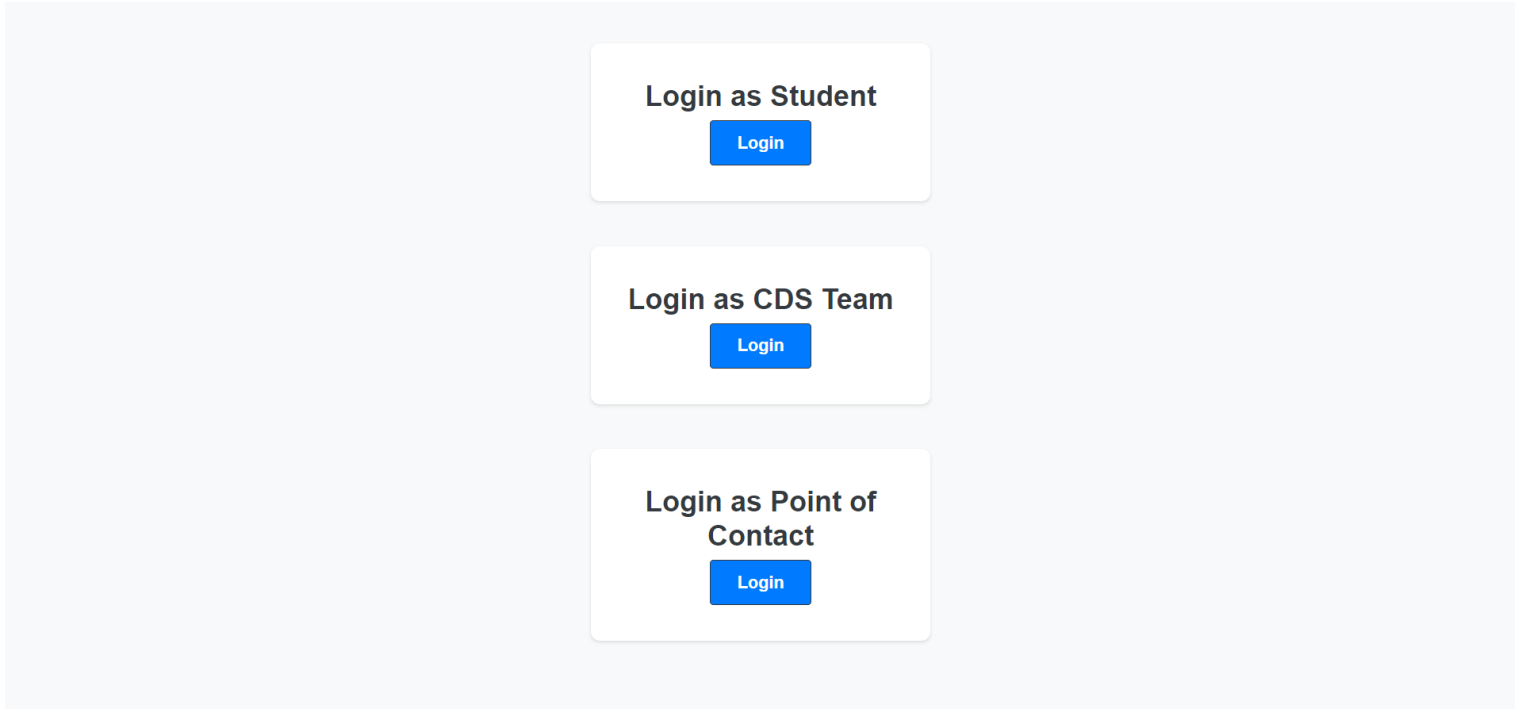 Login as Student
Login
Login as CDS Team
Login
Login as Point of
Contact
Login